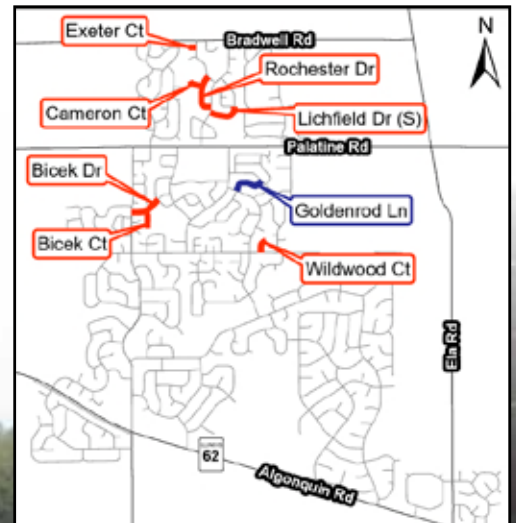 Exeter Ct
N
Bradwell Rd
Rochester Dr
Cameron Ct
Lichfield Dr (S)
Palatine Rd
Bicek Dr
Goldenrod Ln
Bicek Ct
Wildwood Ct
Ela Rd
ILLINOIS
62
Algonquin Rd